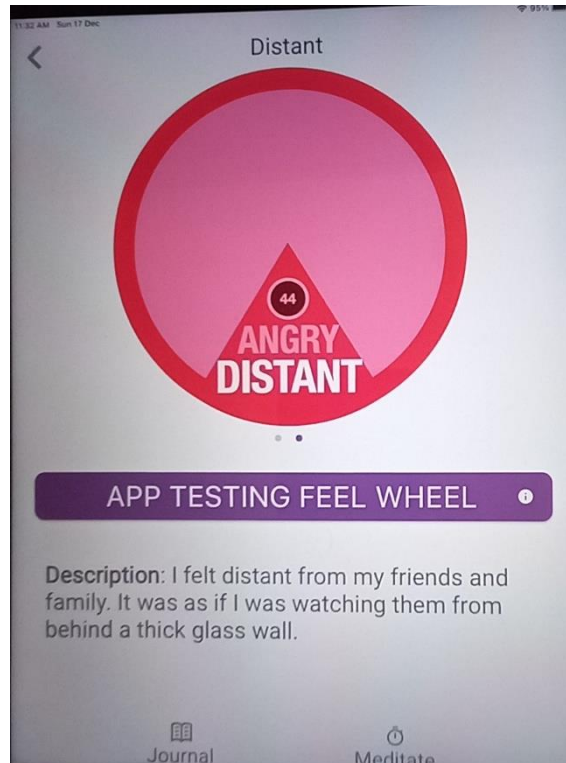 11:32 AM Sun 17 Dec
95%
Distant
44
ANGRY
DISTANT
APP TESTING FEEL WHEEL
Description: I felt distant from my friends and
family. It was as if I was watching them from
behind a thick glass wall.
Journal
Meditate